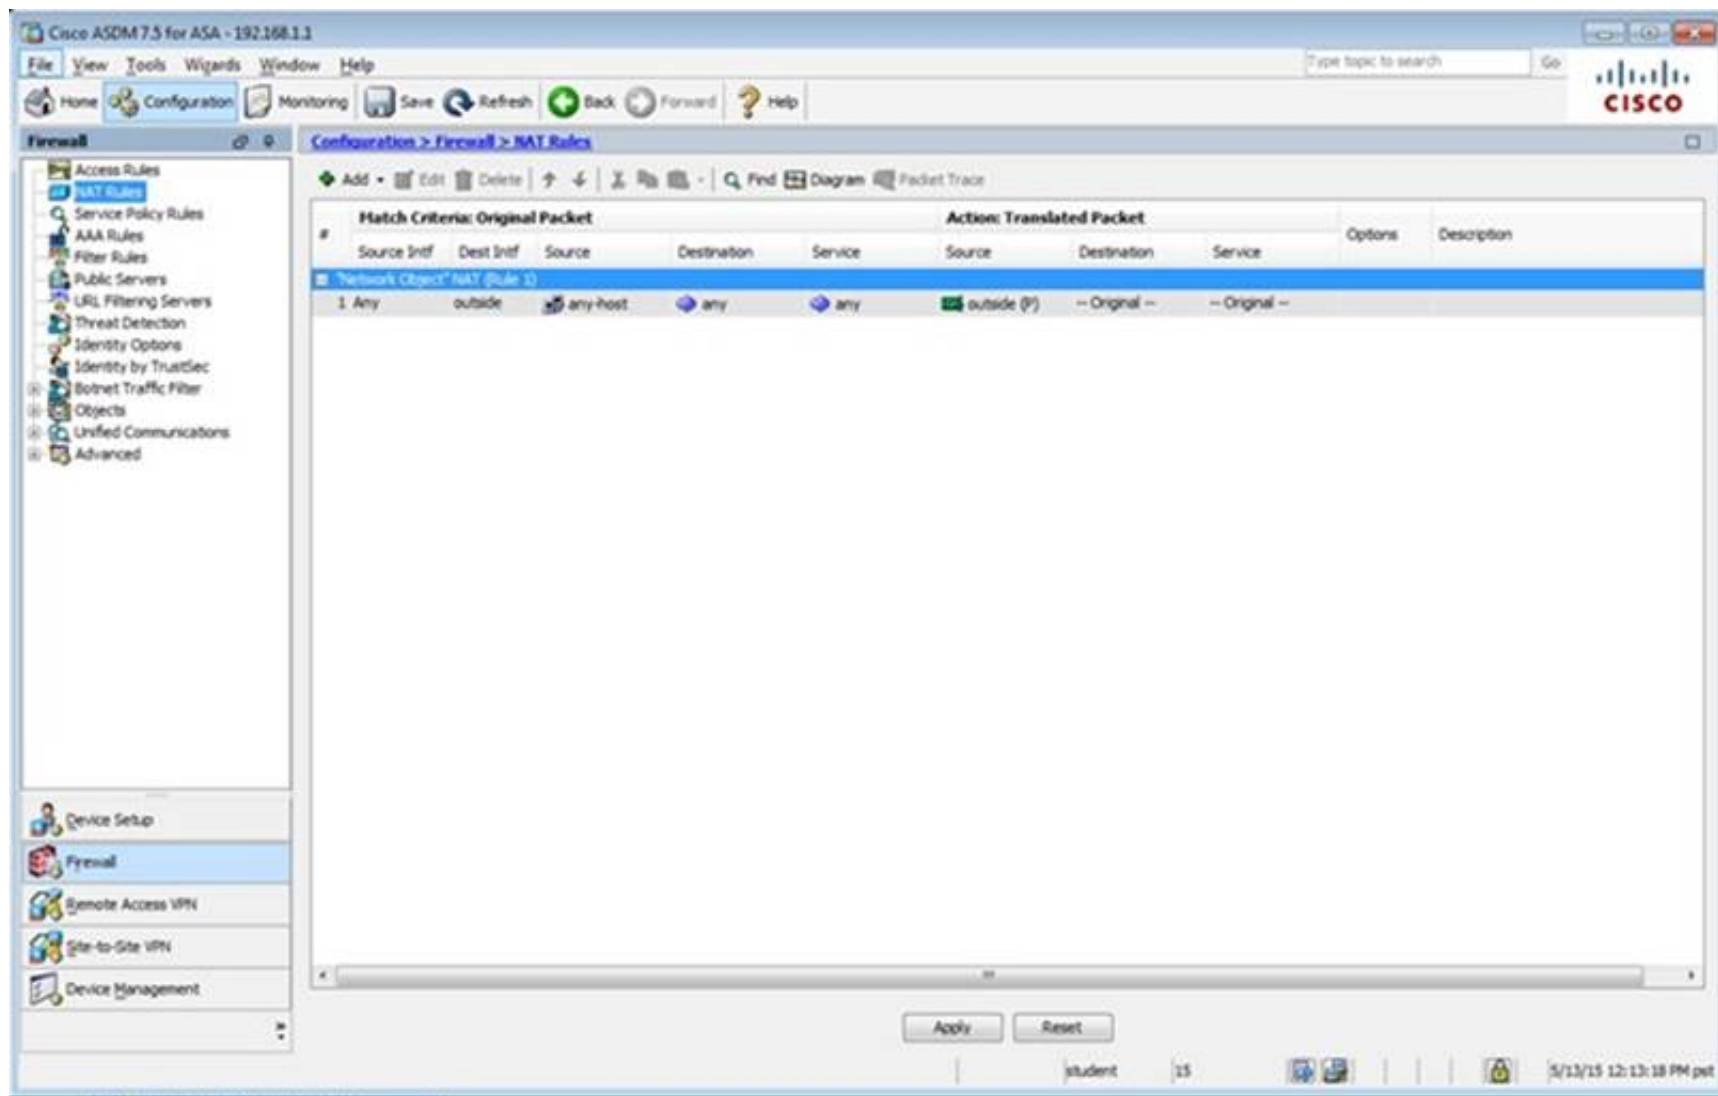 Cisco ASDM 7.5 for ASA - 192.168.1.1
File View Tools Wizards Window Help
Type topic to search Go
Home Configuration Monitoring Save Refresh Back Forward Help
CISCO
Firewall
Access Rules
NAT Rules
Service Policy Rules
AAA Rules
Filter Rules
Public Servers
URL Filtering Servers
Threat Detection
Identity Options
Identity by TrustSec
Botnet Traffic Filter
Objects
Unified Communications
Advanced
Device Setup
Firewall
Remote Access VPN
Site-to-Site VPN
Device Management
Configuration > Firewall > NAT Rules
Add Edit Delete Find Diagram Packet Trace
# Match Criteria: Original Packet Action: Translated Packet Options Description
Source Intf Dest Intf Source Destination Service Source Destination Service
"Network Object" NAT (Rule 1)
1 Any outside any-host any any outside (P) -- Original -- -- Original --
Apply Reset
student 15 5/13/15 12:13:18 PM pst